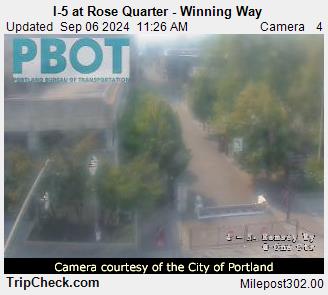 I-5 at Rose Quarter - Winning Way
Updated Sep 06 2024 11:26 AM Camera 4
PBOT
PORTLAND BUREAU OF TRANSPORTATION
Camera courtesy of the City of Portland
TripCheck.com Milepost302.00